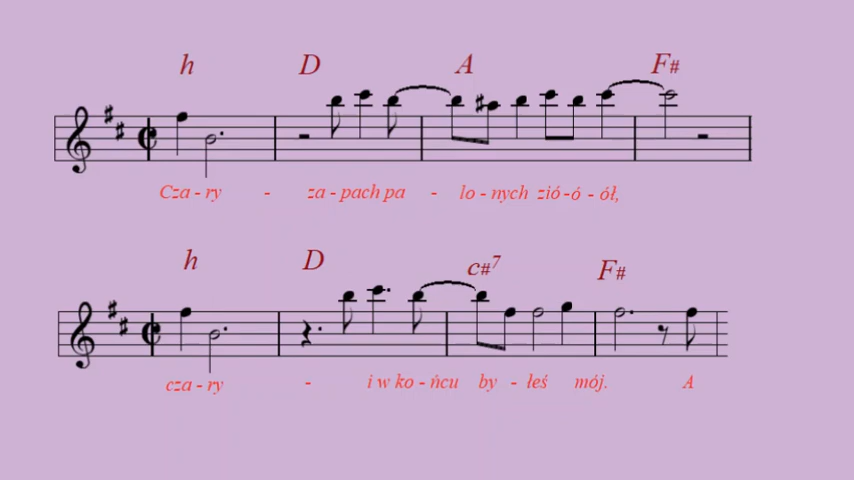 h D A F#
Cza - ry - za - pach pa - lo - nych zió - ó - ół,
h D c#7 F#
cza - ry - i w ko - ńcu by - łeś mój. A